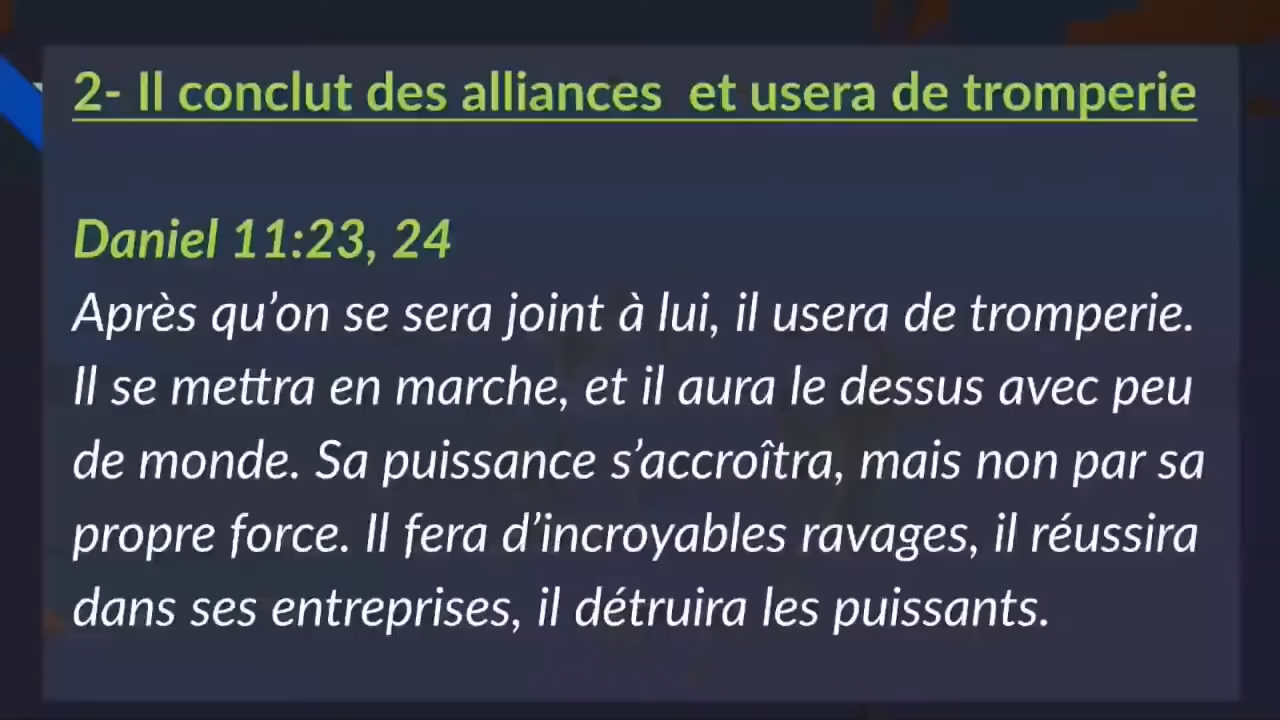 2- Il conclut des alliances  et usera de tromperie
Daniel 11:23, 24
Après qu’on se sera joint à lui, il usera de tromperie.
Il se mettra en marche, et il aura le dessus avec peu
de monde. Sa puissance s’accroîtra, mais non par sa
propre force. Il fera d’incroyables ravages, il réussira
dans ses entreprises, il détruira les puissants.